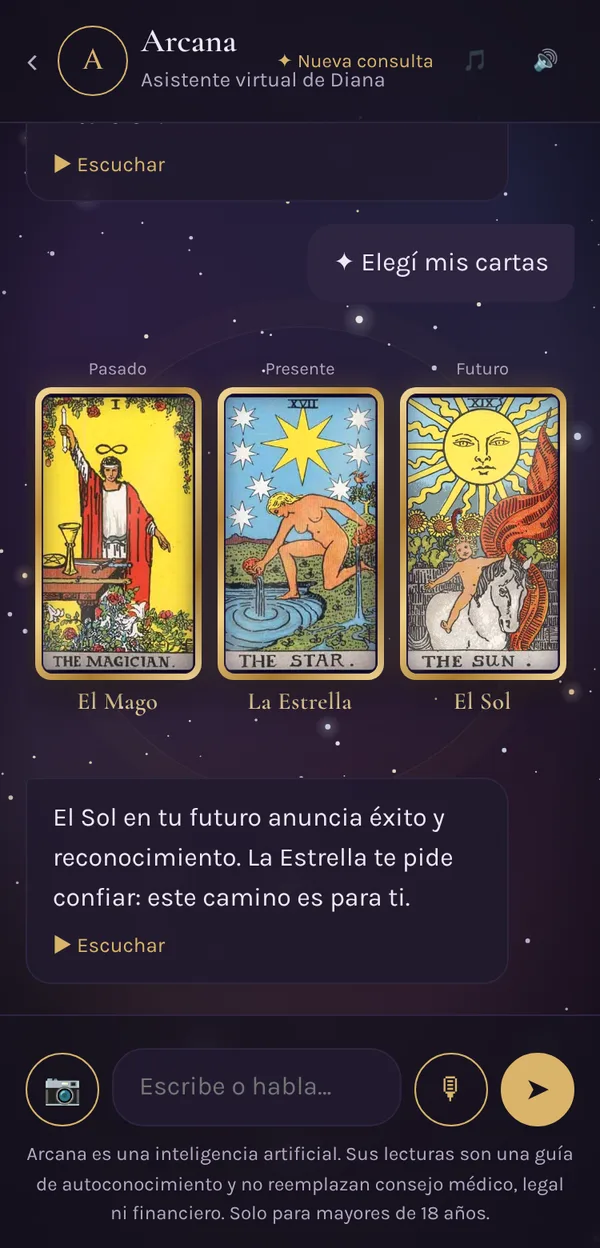 Arcana
A
✦ Nueva consulta
Asistente virtual de Diana
▶ Escuchar
✦ Elegí mis cartas
Pasado
Presente
Futuro
I
XVII
XIX
THE MAGICIAN.
THE STAR.
THE SUN .
El Mago
La Estrella
El Sol
El Sol en tu futuro anuncia éxito y
reconocimiento. La Estrella te pide
confiar: este camino es para ti.
▶ Escuchar
Escribe o habla...
Arcana es una inteligencia artificial. Sus lecturas son una guía
de autoconocimiento y no reemplazan consejo médico, legal
ni financiero. Solo para mayores de 18 años.